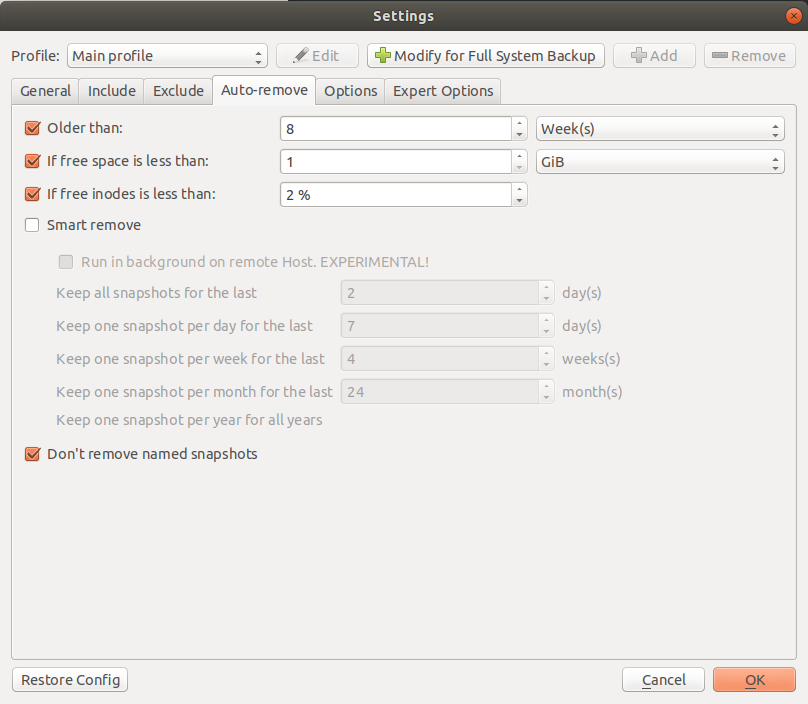 Settings
Profile: Main profile Edit Modify for Full System Backup Add Remove
General Include Exclude Auto-remove Options Expert Options
Older than: 8 Week(s)
If free space is less than: 1 GiB
If free inodes is less than: 2 %
Smart remove
Run in background on remote Host. EXPERIMENTAL!
Keep all snapshots for the last 2 day(s)
Keep one snapshot per day for the last 7 day(s)
Keep one snapshot per week for the last 4 weeks(s)
Keep one snapshot per month for the last 24 month(s)
Keep one snapshot per year for all years
Don't remove named snapshots
Restore Config Cancel OK